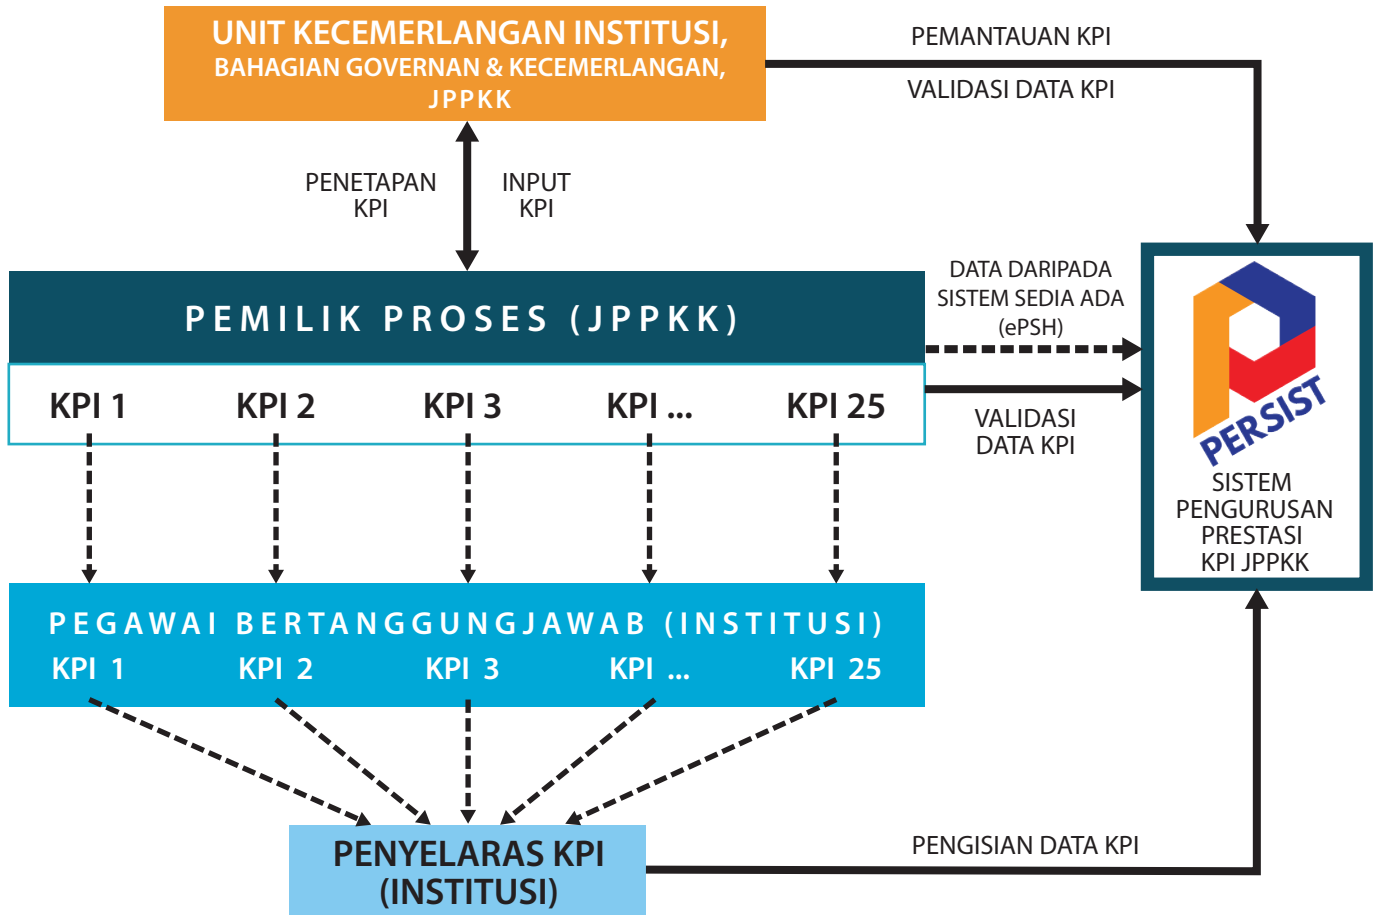 UNIT KECEMERLANGAN INSTITUSI,
BAHAGIAN GOVERNAN & KECEMERLANGAN,
JPPKK
PEMANTAUAN KPI
VALIDASI DATA KPI
PENETAPAN
KPI
INPUT
KPI
PEMILIK PROSES (JPPKK)
KPI 1 KPI 2 KPI 3 KPI ... KPI 25
DATA DARIPADA
SISTEM SEDIA ADA
(ePSH)
VALIDASI
DATA KPI
PERSIST
SISTEM
PENGURUSAN
PRESTASI
KPI JPPKK
PEGAWAI BERTANGGUNGJAWAB (INSTITUSI)
KPI 1 KPI 2 KPI 3 KPI ... KPI 25
PENYELARAS KPI
(INSTITUSI)
PENGISIAN DATA KPI